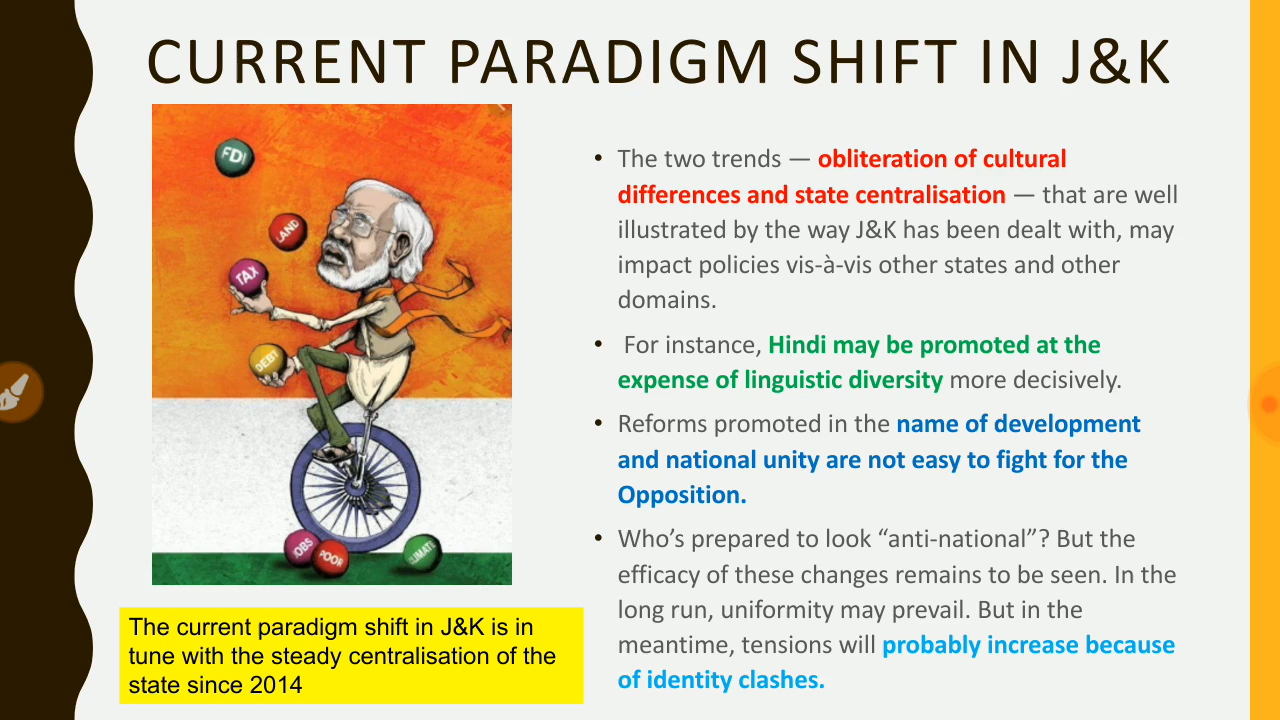 CURRENT PARADIGM SHIFT IN J&K
FDI
LAND
TAX
DEBT
JOBS
POOR
CLIMATE
The current paradigm shift in J&K is in
tune with the steady centralisation of the
state since 2014
• The two trends — obliteration of cultural
differences and state centralisation — that are well
illustrated by the way J&K has been dealt with, may
impact policies vis-à-vis other states and other
domains.
• For instance, Hindi may be promoted at the
expense of linguistic diversity more decisively.
• Reforms promoted in the name of development
and national unity are not easy to fight for the
Opposition.
• Who’s prepared to look “anti-national”? But the
efficacy of these changes remains to be seen. In the
long run, uniformity may prevail. But in the
meantime, tensions will probably increase because
of identity clashes.